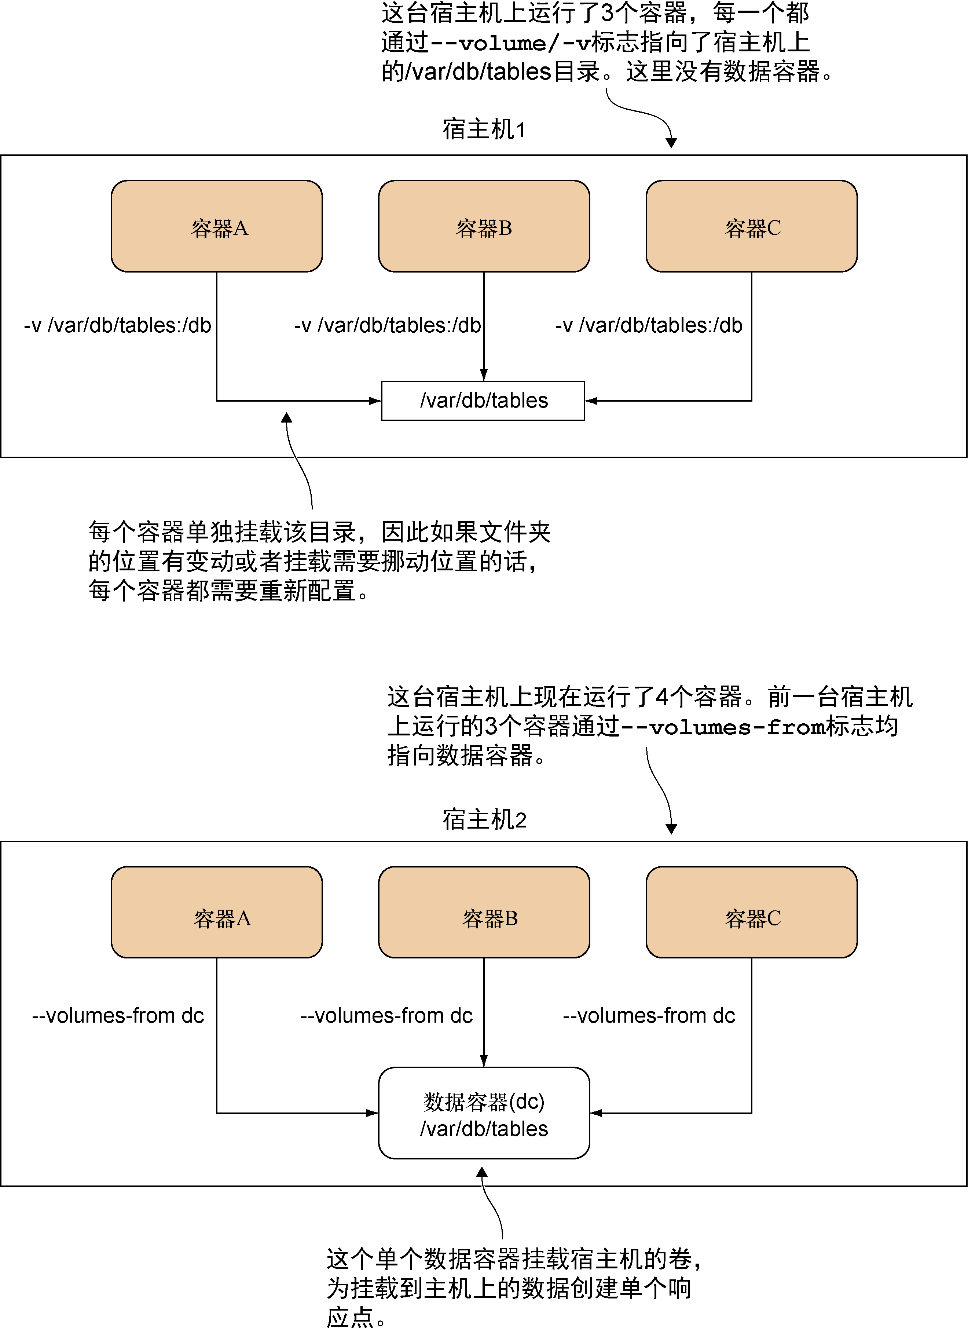 这台宿主机上运行了3个容器，每一个都
通过--volume/-v标志指向了宿主机上
的/var/db/tables目录。这里没有数据容器。
宿主机1
容器A
容器B
容器C
-v /var/db/tables:/db
-v /var/db/tables:/db
-v /var/db/tables:/db
/var/db/tables
每个容器单独挂载该目录，因此如果文件夹
的位置有变动或者挂载需要挪动位置的话，
每个容器都需要重新配置。
这台宿主机上现在运行了4个容器。前一台宿主机
上运行的3个容器通过--volumes-from标志均
指向数据容器。
宿主机2
容器A
容器B
容器C
--volumes-from dc
--volumes-from dc
--volumes-from dc
数据容器(dc)
/var/db/tables
这个单个数据容器挂载宿主机的卷，
为挂载到主机上的数据创建单个响
应点。